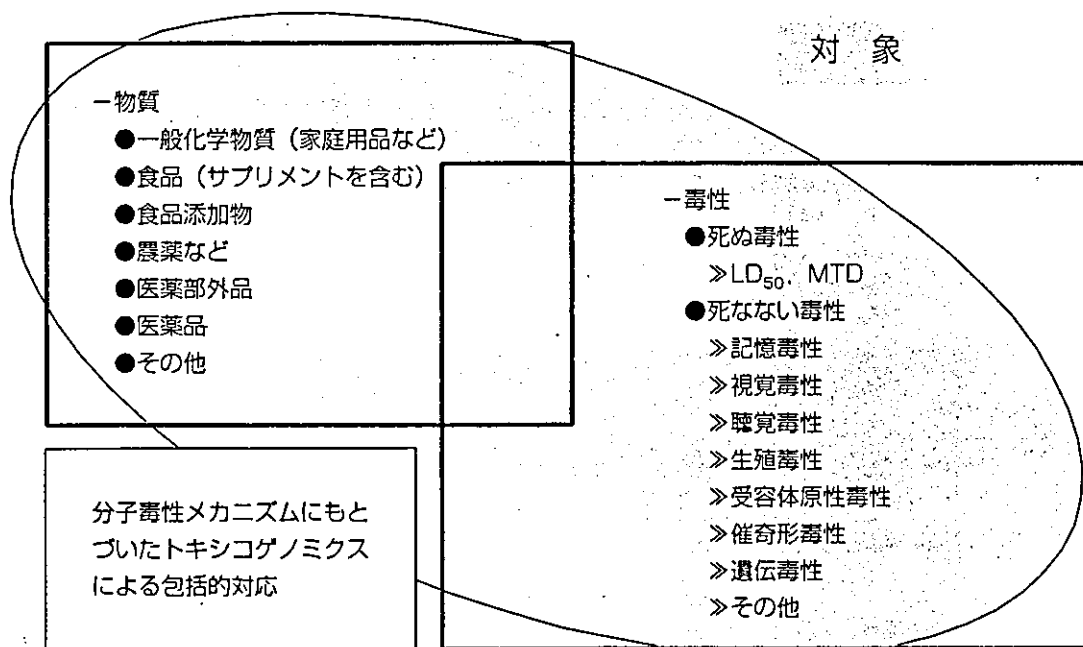 対 象
－物質
●一般化学物質（家庭用品など）
●食品（サプリメントを含む）
●食品添加物
●農薬など
●医薬部外品
●医薬品
●その他
－毒性
●死ぬ毒性
≫LD₅₀．MTD
●死なない毒性
≫記憶毒性
≫視覚毒性
≫聴覚毒性
≫生殖毒性
≫受容体原性毒性
≫催奇形毒性
≫遺伝毒性
≫その他
分子毒性メカニズムにもと
づいたトキシコゲノミクス
による包括的対応